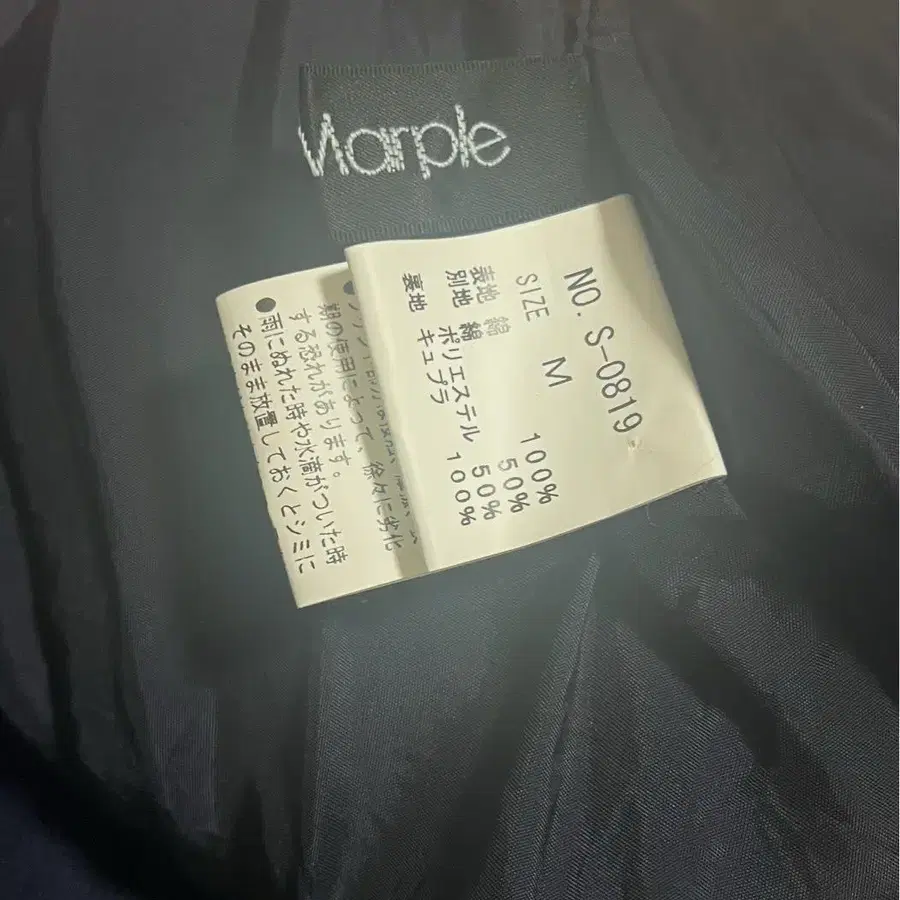 Marple
NO. S-0819
SIZE M
表地 綿 100%
別地 綿 50%
ポリエステル 50%
裏地 キュプラ 100%
期の使用によって、徐々に劣化
する恐れがあります。
●雨にぬれた時や水滴がついた時
そのまま放置しておくとシミに